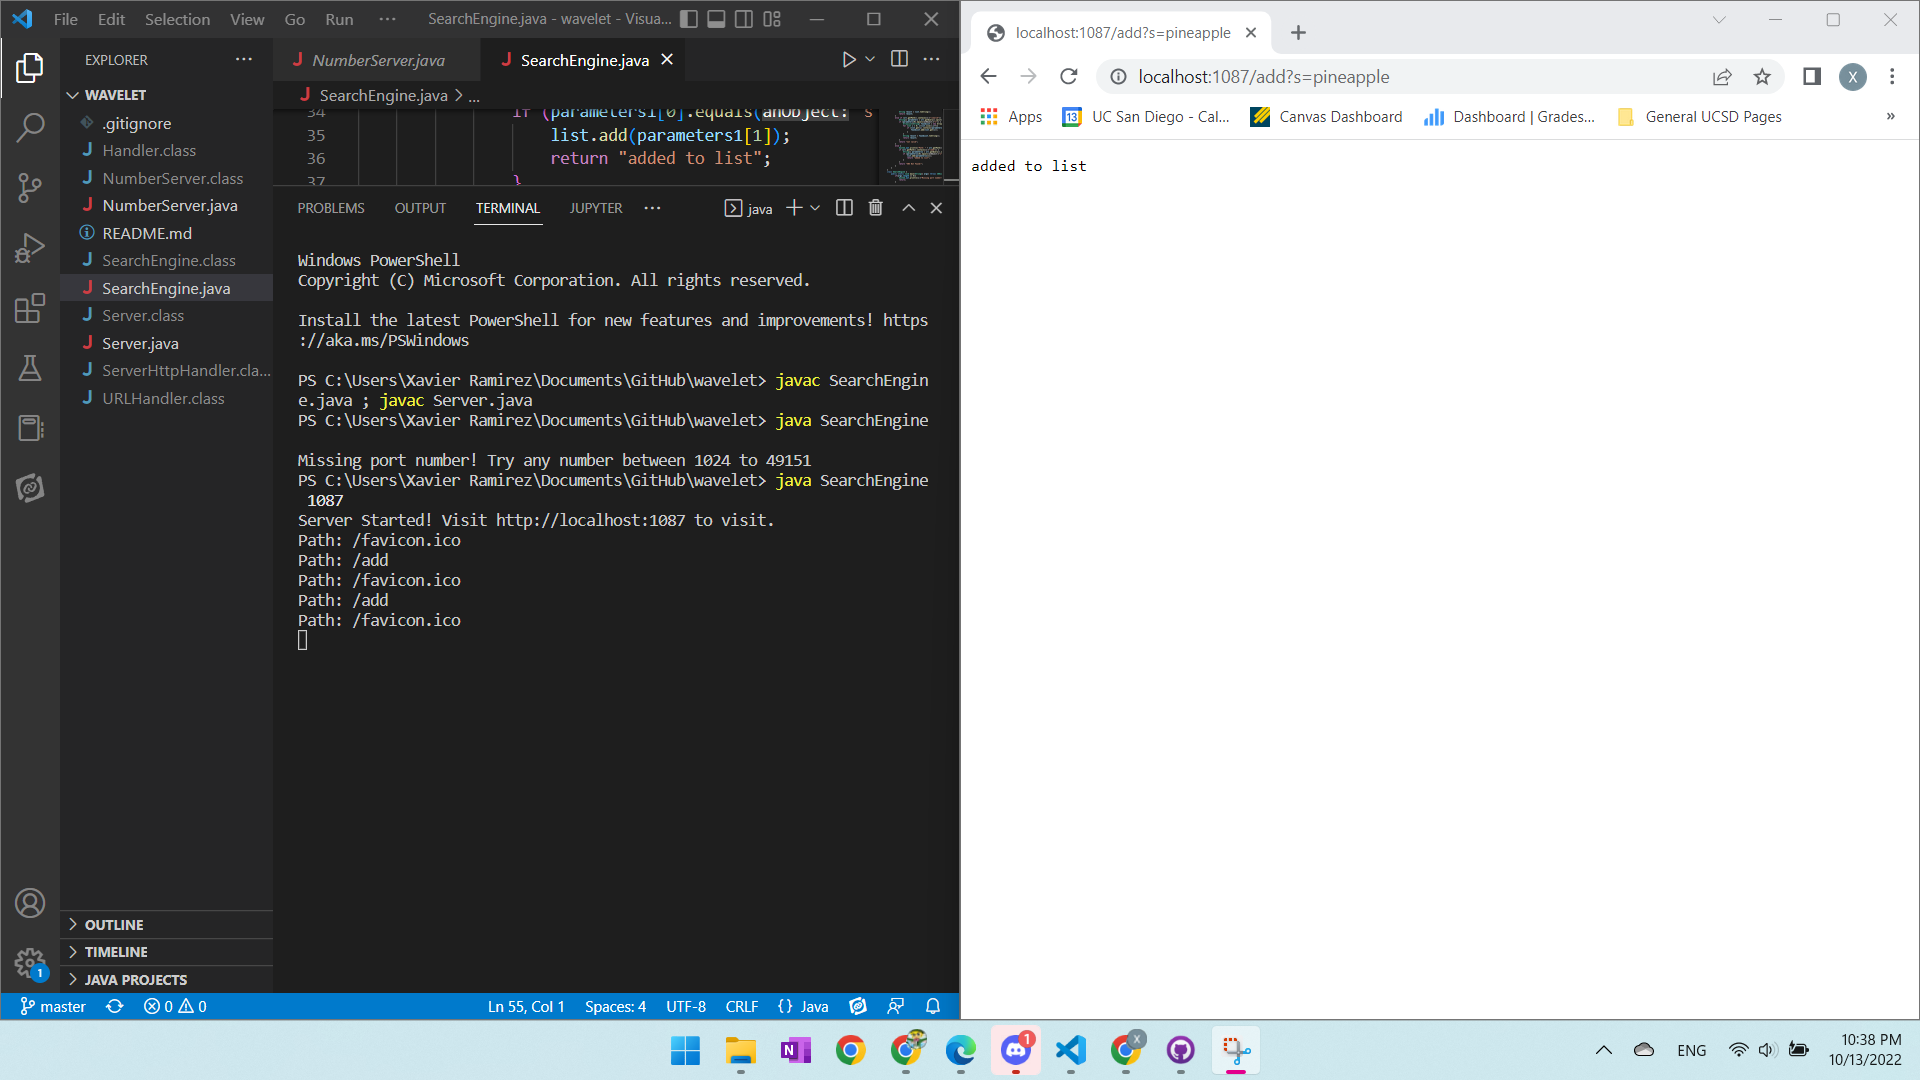 File Edit Selection View Go Run ··· SearchEngine.java - wavelet - Visua...
EXPLORER ···
WAVELET
.gitignore
Handler.class
NumberServer.class
NumberServer.java
README.md
SearchEngine.class
SearchEngine.java
Server.class
Server.java
ServerHttpHandler.cla...
URLHandler.class
OUTLINE
TIMELINE
JAVA PROJECTS
1
NumberServer.java SearchEngine.java
SearchEngine.java > ...
34 if (parameters1[0].equals(anObject: "s
35 list.add(parameters1[1]);
36 return "added to list";
37 }
PROBLEMS OUTPUT TERMINAL JUPYTER ··· java
Windows PowerShell
Copyright (C) Microsoft Corporation. All rights reserved.
Install the latest PowerShell for new features and improvements! https
://aka.ms/PSWindows
PS C:\Users\Xavier Ramirez\Documents\GitHub\wavelet> javac SearchEngin
e.java ; javac Server.java
PS C:\Users\Xavier Ramirez\Documents\GitHub\wavelet> java SearchEngine
Missing port number! Try any number between 1024 to 49151
PS C:\Users\Xavier Ramirez\Documents\GitHub\wavelet> java SearchEngine
1087
Server Started! Visit http://localhost:1087 to visit.
Path: /favicon.ico
Path: /add
Path: /favicon.ico
Path: /add
Path: /favicon.ico
master 0 0 Ln 55, Col 1 Spaces: 4 UTF-8 CRLF {} Java
localhost:1087/add?s=pineapple
localhost:1087/add?s=pineapple X
Apps 13 UC San Diego - Cal... Canvas Dashboard Dashboard | Grades... General UCSD Pages »
added to list
N 1 X ENG 10:38 PM
10/13/2022